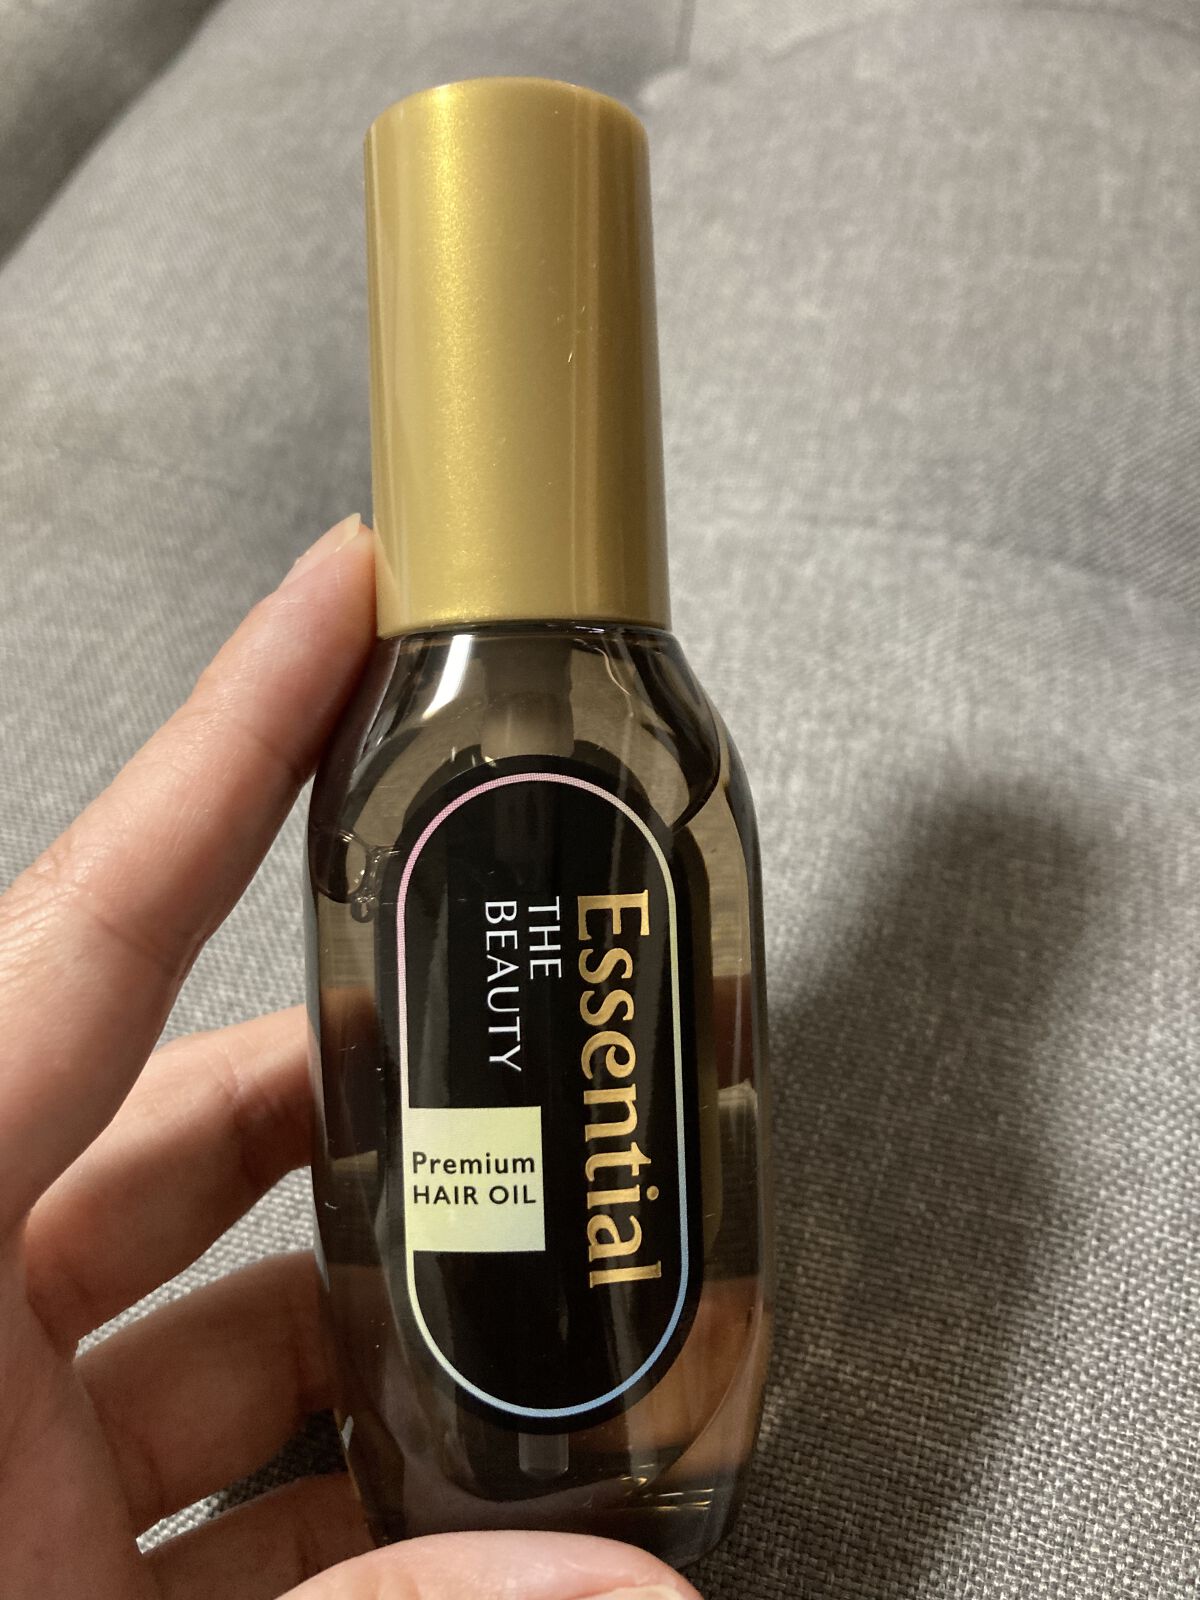 Essential
THE
BEAUTY
Premium
HAIR OIL